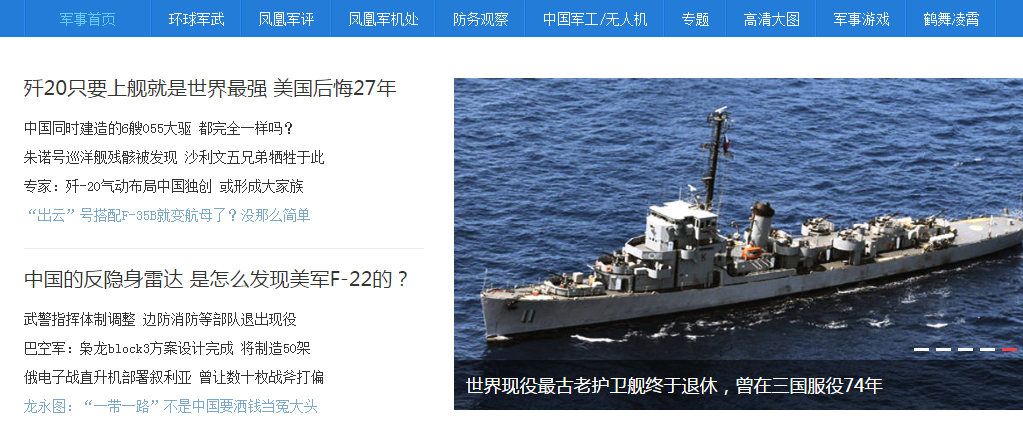 军事首页 环球军武 凤凰军评 凤凰军机处 防务观察 中国军工/无人机 专题 高清大图 军事游戏 鹤舞凌霄
歼20只要上舰就是世界最强 美国后悔27年
中国同时建造的6艘055大驱 都完全一样吗？
朱诺号巡洋舰残骸被发现 沙利文五兄弟牺牲于此
专家：歼-20气动布局中国独创 或形成大家族
“出云”号搭配F-35B就变航母了？没那么简单
中国的反隐身雷达 是怎么发现美军F-22的？
武警指挥体制调整 边防消防等部队退出现役
巴空军：枭龙block3方案设计完成 将制造50架
俄电子战直升机部署叙利亚 曾让数十枚战斧打偏
龙永图：“一带一路”不是中国要洒钱当冤大头
11
世界现役最古老护卫舰终于退休，曾在三国服役74年